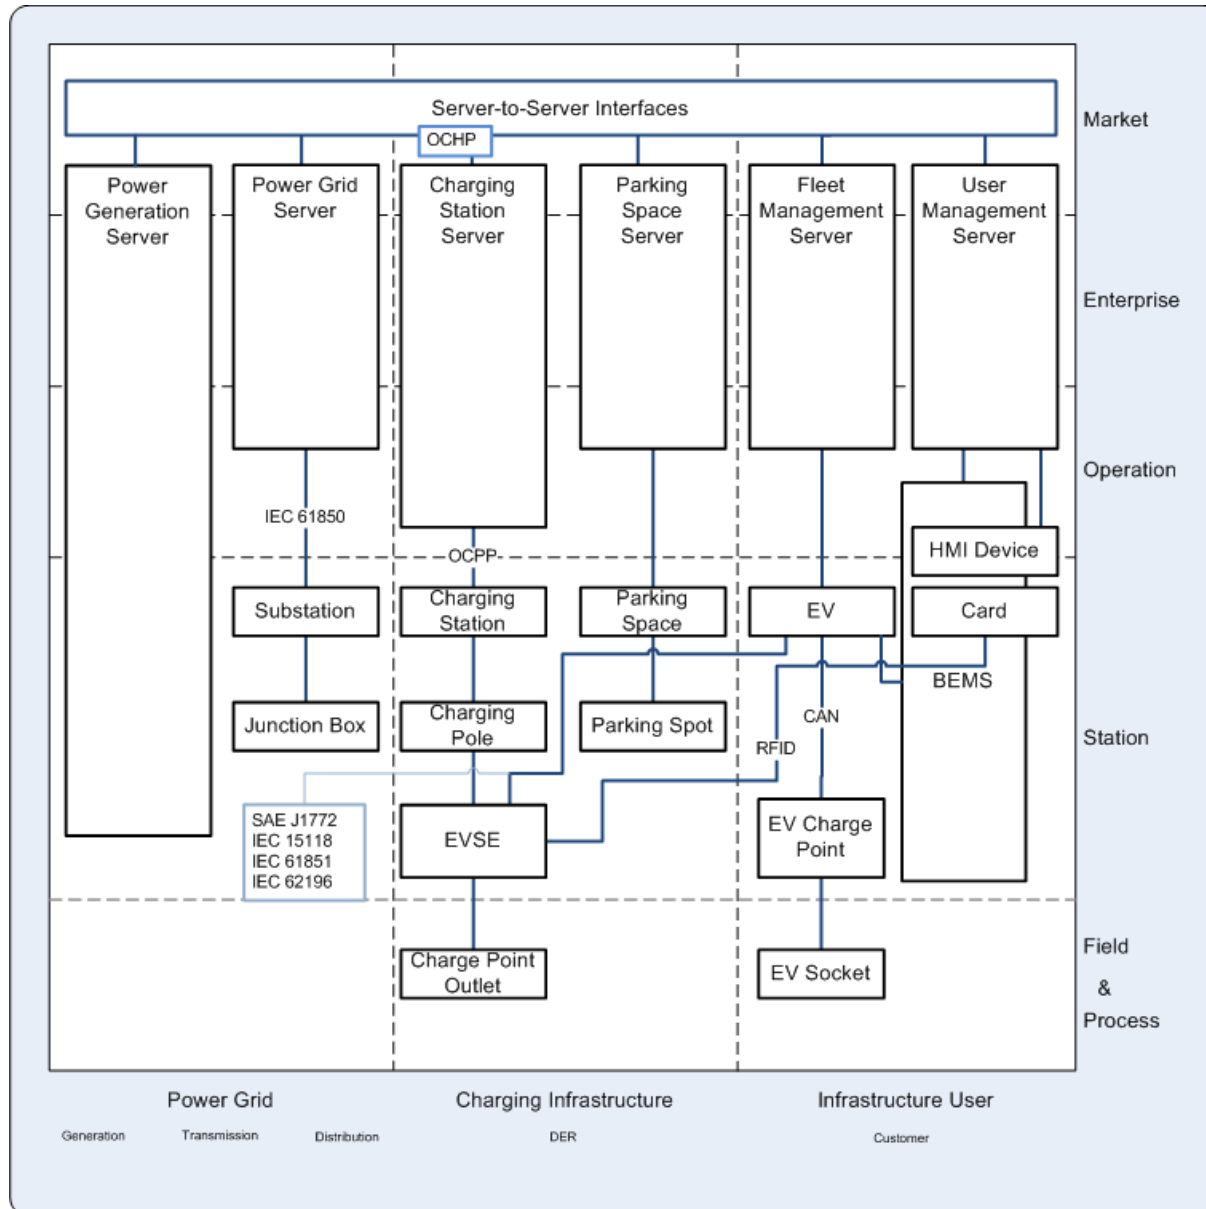 Server-to-Server Interfaces
Market
OCHP
Power
Generation
Server
Power Grid
Server
Charging
Station
Server
Parking
Space
Server
Fleet
Management
Server
User
Management
Server
Enterprise
Operation
IEC 61850
OCPP
HMI Device
Substation
Charging
Station
Parking
Space
EV
Card
BEMS
Junction Box
Charging
Pole
Parking Spot
CAN
RFID
Station
SAE J1772
IEC 15118
IEC 61851
IEC 62196
EVSE
EV Charge
Point
Charge Point
Outlet
EV Socket
Field
&
Process
Power Grid
Charging Infrastructure
Infrastructure User
Generation
Transmission
Distribution
DER
Customer